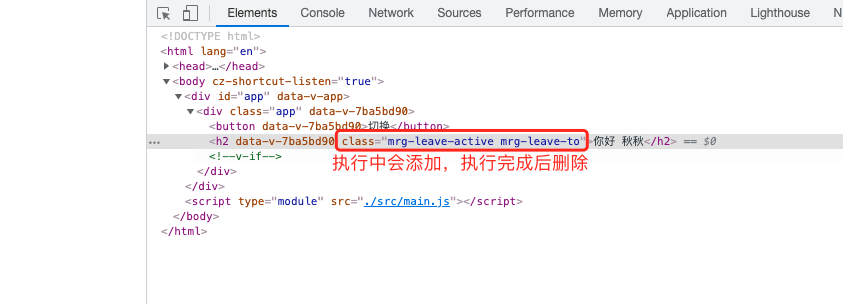 Elements Console Network Sources Performance Memory Application Lighthouse N
<!DOCTYPE html>
<html lang="en">
<head>…</head>
<body cz-shortcut-listen="true">
<div id="app" data-v-app>
<div class="app" data-v-7ba5bd90>
<button data-v-7ba5bd90>切换</button>
<h2 data-v-7ba5bd90 class="mrg-leave-active mrg-leave-to">你好 秋秋</h2> == $0
<!--v-if-->
执行中会添加，执行完成后删除
</div>
</div>
<script type="module" src="./src/main.js"></script>
</body>
</html>